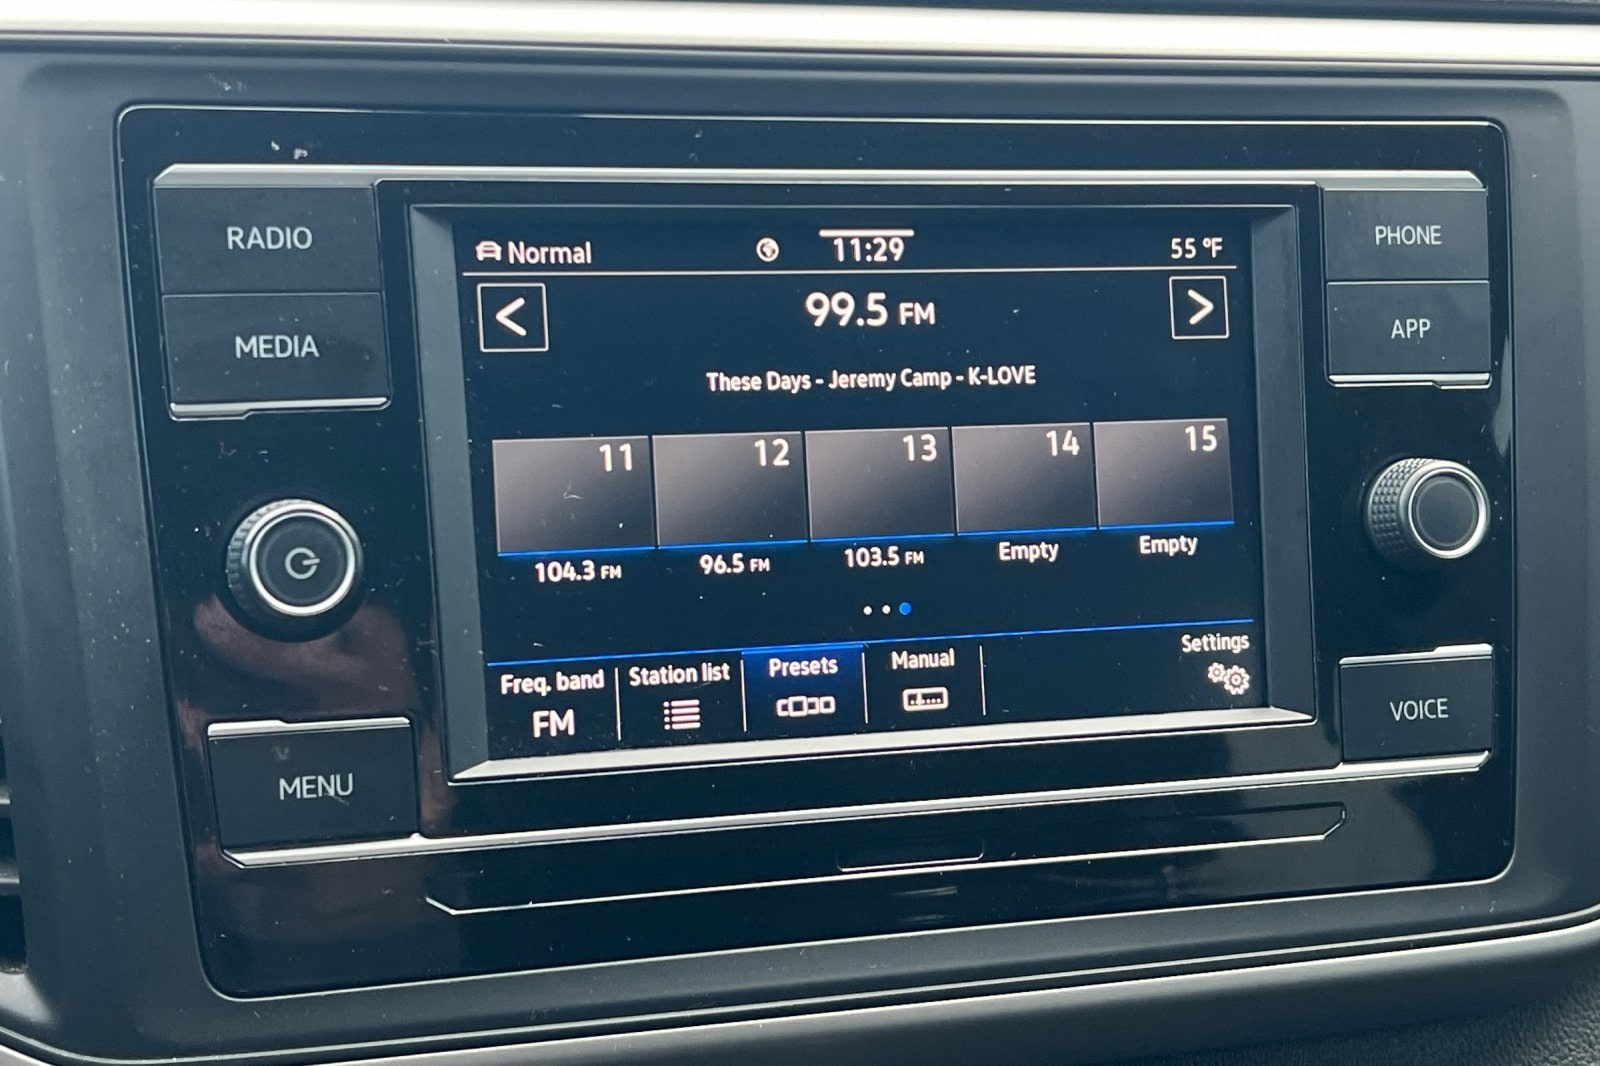 RADIO
MEDIA
MENU
Normal
11:29
55 °F
<
99.5 FM
>
These Days - Jeremy Camp - K-LOVE
11
12
13
14
15
104.3 FM
96.5 FM
103.5 FM
Empty
Empty
Freq. band
FM
Station list
Presets
Manual
Settings
PHONE
APP
VOICE